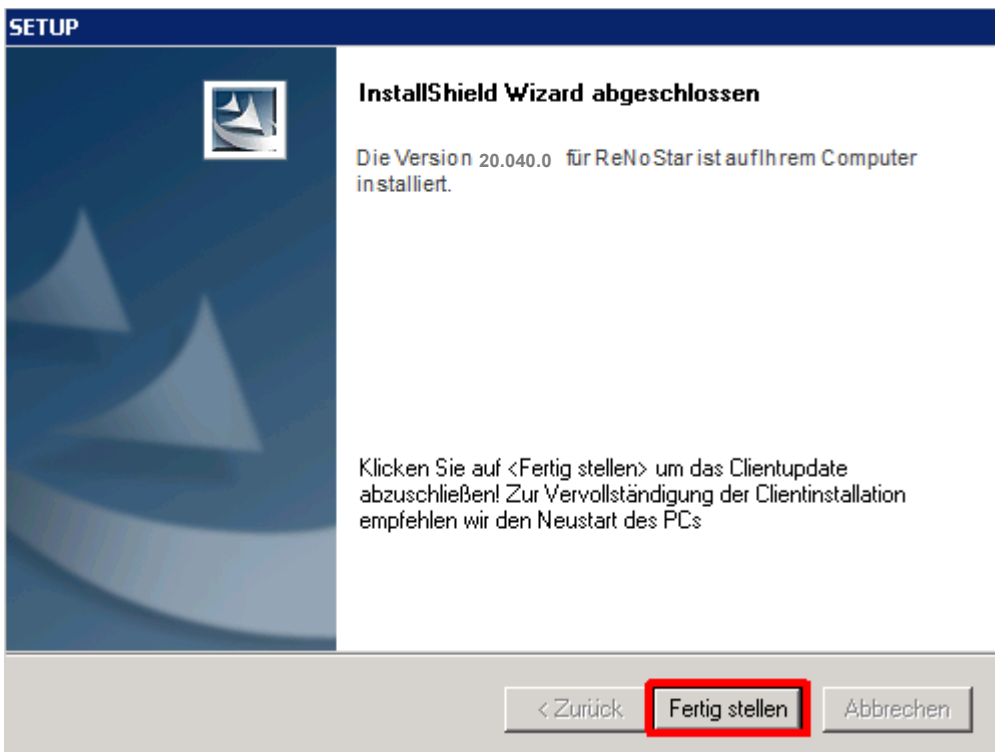 SETUP
InstallShield Wizard abgeschlossen
Die Version 20.040.0 für ReNoStar ist auf Ihrem Computer
installiert.
Klicken Sie auf <Fertig stellen> um das Clientupdate
abzuschließen! Zur Vervollständigung der Clientinstallation
empfehlen wir den Neustart des PCs
< Zurück
Fertig stellen
Abbrechen